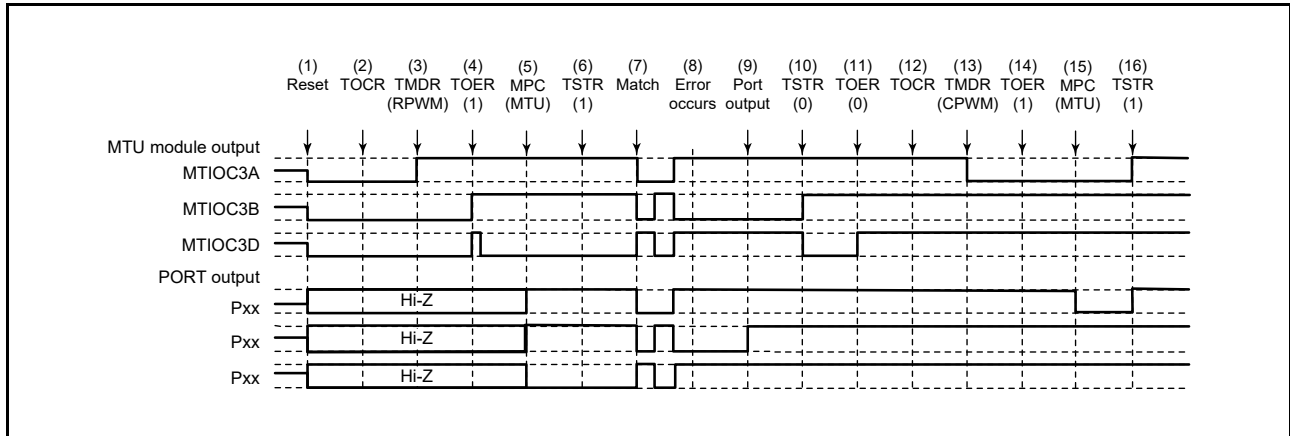 (1) (2) (3) (4) (5) (6) (7) (8) (9) (10) (11) (12) (13) (14) (15) (16)
Reset TOCR TMDR TOER MPC TSTR Match Error Port TSTR TOER TOCR TMDR TOER MPC TSTR
(RPWM) (1) (MTU) (1) occurs output (0) (0) (CPWM) (1) (MTU) (1)
MTU module output
MTIOC3A
MTIOC3B
MTIOC3D
PORT output
Pxx Hi-Z
Pxx Hi-Z
Pxx Hi-Z